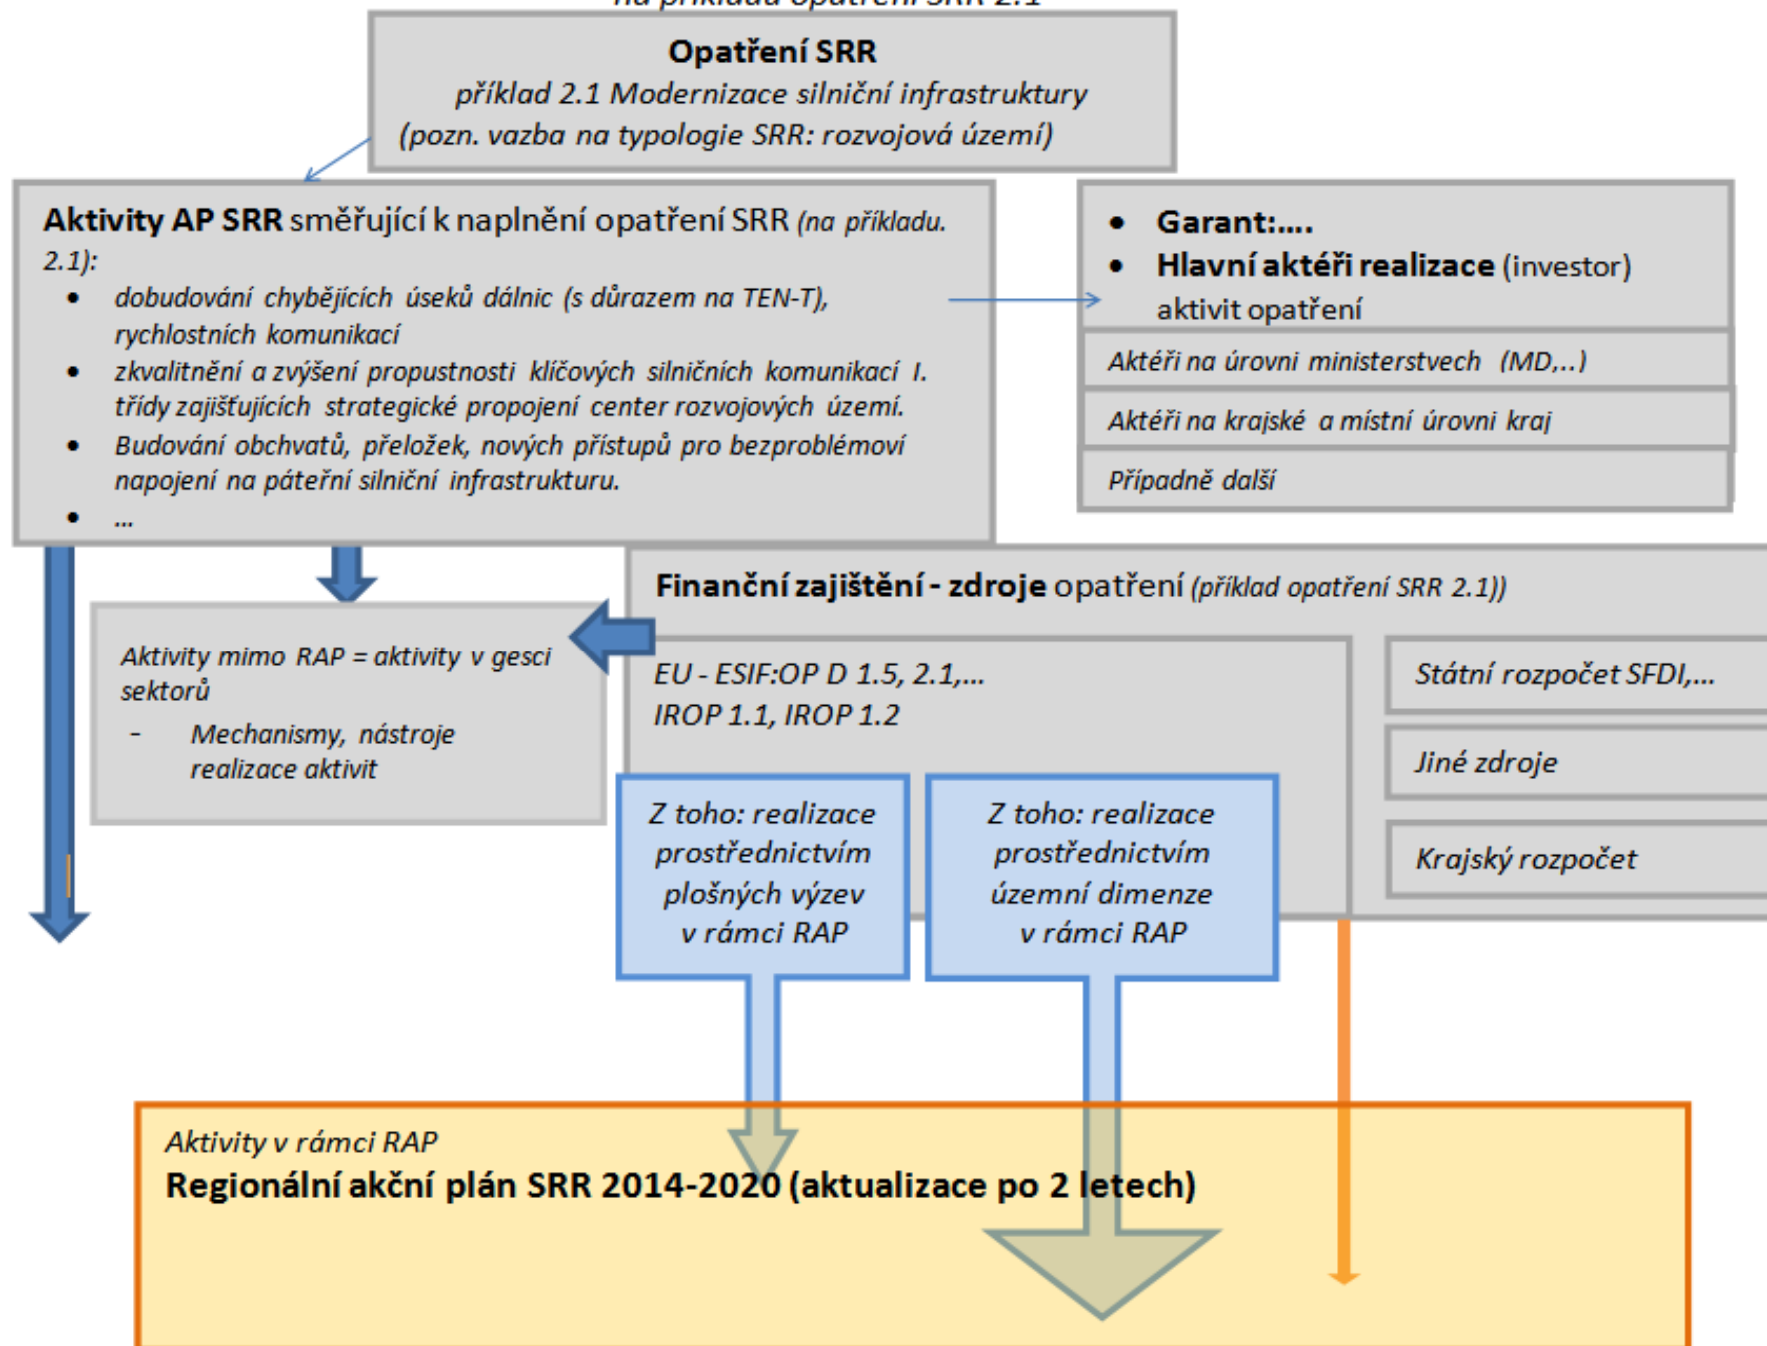 na příkladu opatření SRR 2.1
Opatření SRR
příklad 2.1 Modernizace silniční infrastruktury
(pozn. vazba na typologie SRR: rozvojová území)
Aktivity AP SRR směřující k naplnění opatření SRR (na příkladu.
2.1):
• dobudování chybějících úseků dálnic (s důrazem na TEN-T),
rychlostních komunikací
• zkvalitnění a zvýšení propustnosti klíčových silničních komunikací I.
třídy zajišťujících strategické propojení center rozvojových území.
• Budování obchvatů, přeložek, nových přístupů pro bezproblémoví
napojení na páteřní silniční infrastrukturu.
• ...
• Garant:....
• Hlavní aktéři realizace (investor)
aktivit opatření
Aktéři na úrovni ministerstvech (MD,..)
Aktéři na krajské a místní úrovni kraj
Případně další
Finanční zajištění - zdroje opatření (příklad opatření SRR 2.1))
Aktivity mimo RAP = aktivity v gesci
sektorů
- Mechanismy, nástroje
realizace aktivit
EU - ESIF:OP D 1.5, 2.1,...
IROP 1.1, IROP 1.2
Státní rozpočet SFDI,...
Jiné zdroje
Krajský rozpočet
Z toho: realizace
prostřednictvím
plošných výzev
v rámci RAP
Z toho: realizace
prostřednictvím
územní dimenze
v rámci RAP
Aktivity v rámci RAP
Regionální akční plán SRR 2014-2020 (aktualizace po 2 letech)